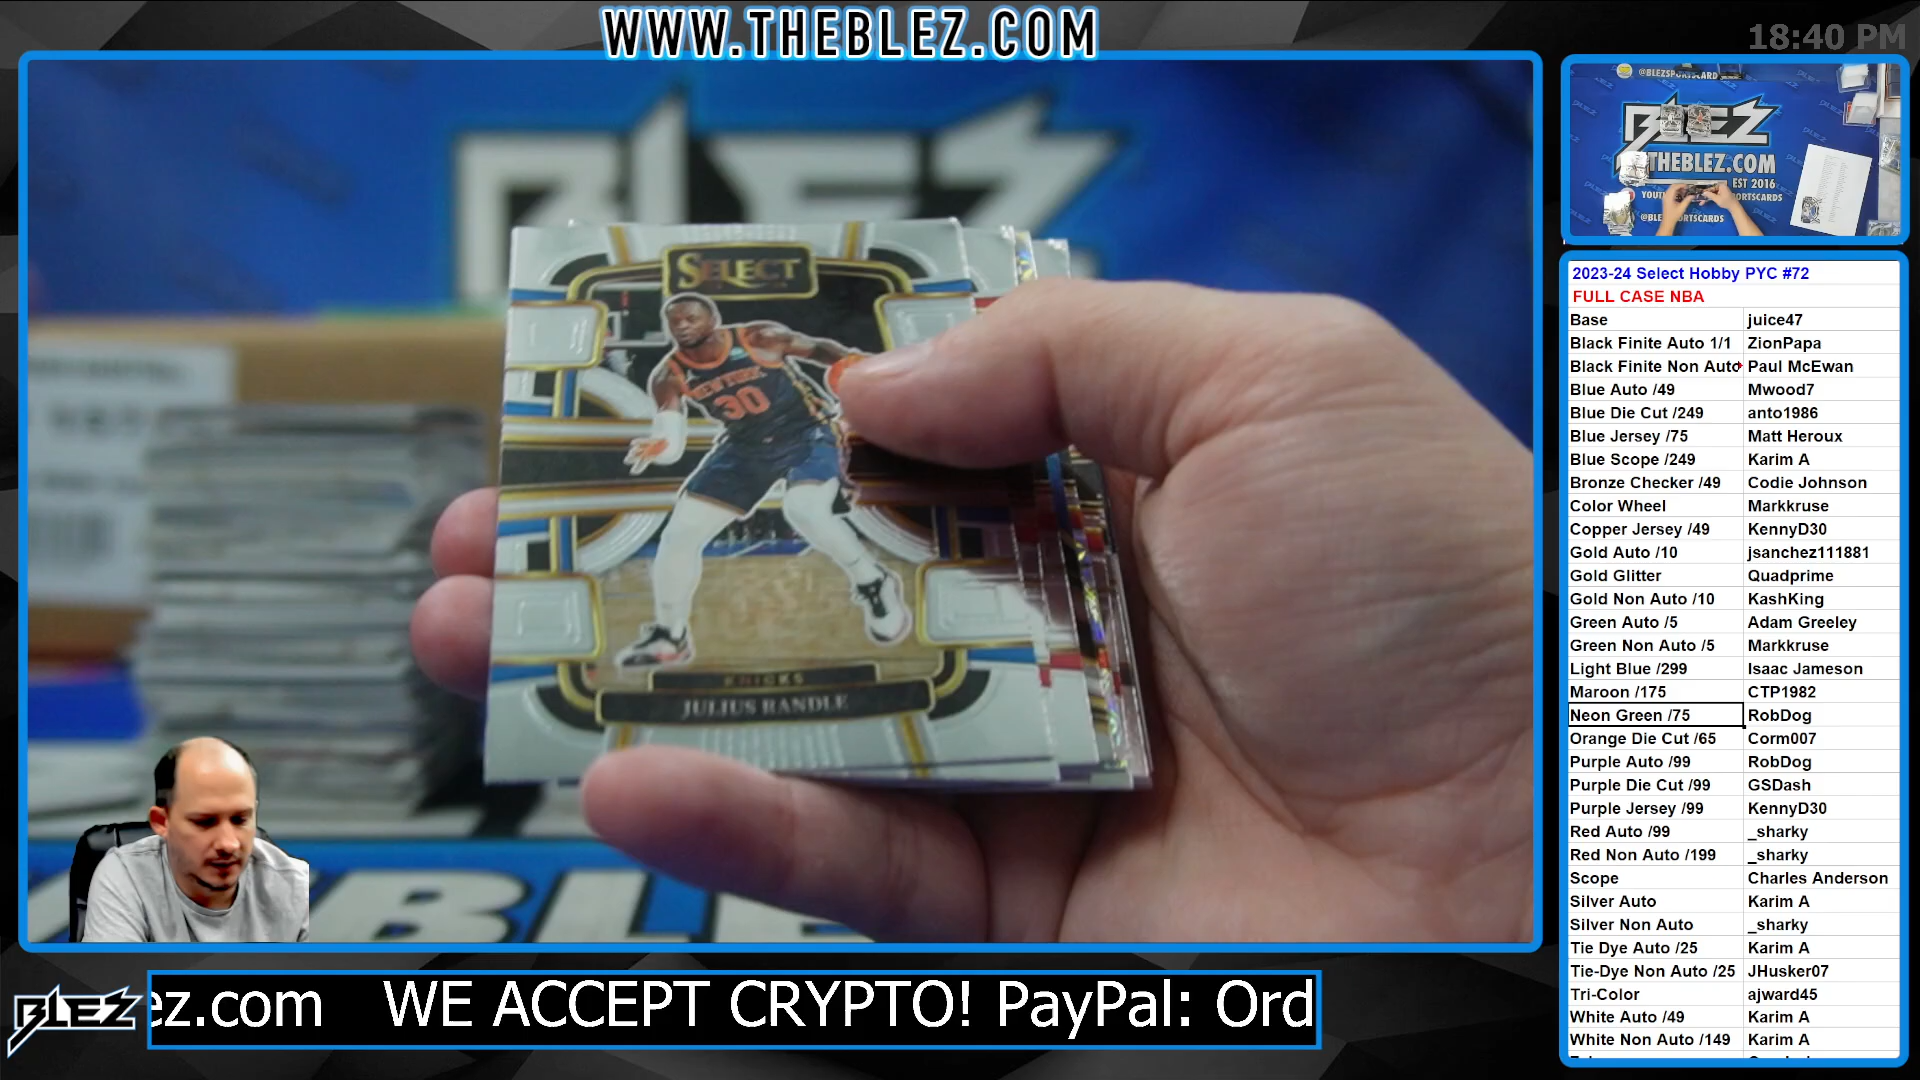 WWW.THEBLEZ.COM
18:40 PM
BLEZ
SELECT
NEW YORK
30
KNICKS
JULIUS RANDLE
@BLEZSPORTSCARD
BLEZ
THEBLEZ.COM
EST 2016
2023-24 Select Hobby PYC #72
FULL CASE NBA
Base juice47
Black Finite Auto 1/1 ZionPapa
Black Finite Non Auto Paul McEwan
Blue Auto /49 Mwood7
Blue Die Cut /249 anto1986
Blue Jersey /75 Matt Heroux
Blue Scope /249 Karim A
Bronze Checker /49 Codie Johnson
Color Wheel Markkruse
Copper Jersey /49 KennyD30
Gold Auto /10 jsanchez111881
Gold Glitter Quadprime
Gold Non Auto /10 KashKing
Green Auto /5 Adam Greeley
Green Non Auto /5 Markkruse
Light Blue /299 Isaac Jameson
Maroon /175 CTP1982
Neon Green /75 RobDog
Orange Die Cut /65 Corm007
Purple Auto /99 RobDog
Purple Die Cut /99 GSDash
Purple Jersey /99 KennyD30
Red Auto /99 _sharky
Red Non Auto /199 _sharky
Scope Charles Anderson
Silver Auto Karim A
Silver Non Auto _sharky
Tie Dye Auto /25 Karim A
Tie-Dye Non Auto /25 JHusker07
Tri-Color ajward45
White Auto /49 Karim A
White Non Auto /149 Karim A
BLEZ
ez.com WE ACCEPT CRYPTO! PayPal: Ord